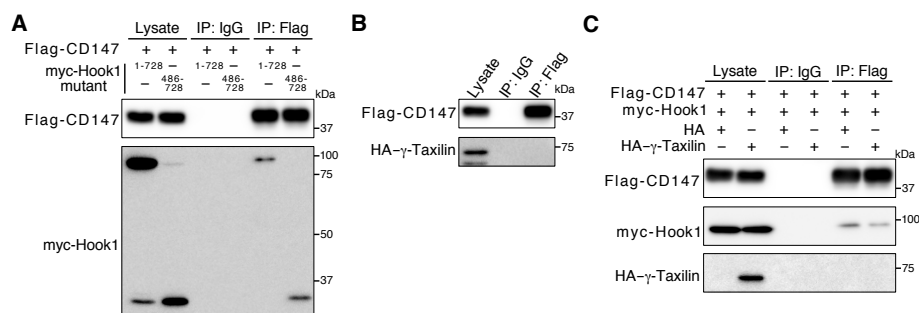 A
Lysate IP: IgG IP: Flag
Flag-CD147 + + + + + +
myc-Hook1 mutant 1-728 – 1-728 – 1-728 –
– 486-728 – 486-728 – 486-728
kDa
Flag-CD147
37
100
75
myc-Hook1
50
37
B
Lysate IP: IgG IP: Flag
kDa
Flag-CD147
37
HA–γ-Taxilin
75
C
Lysate IP: IgG IP: Flag
Flag-CD147 + + + + + +
myc-Hook1 + + + + + +
HA + – + – + –
HA–γ-Taxilin – + – + – +
kDa
Flag-CD147
37
myc-Hook1
100
HA–γ-Taxilin
75